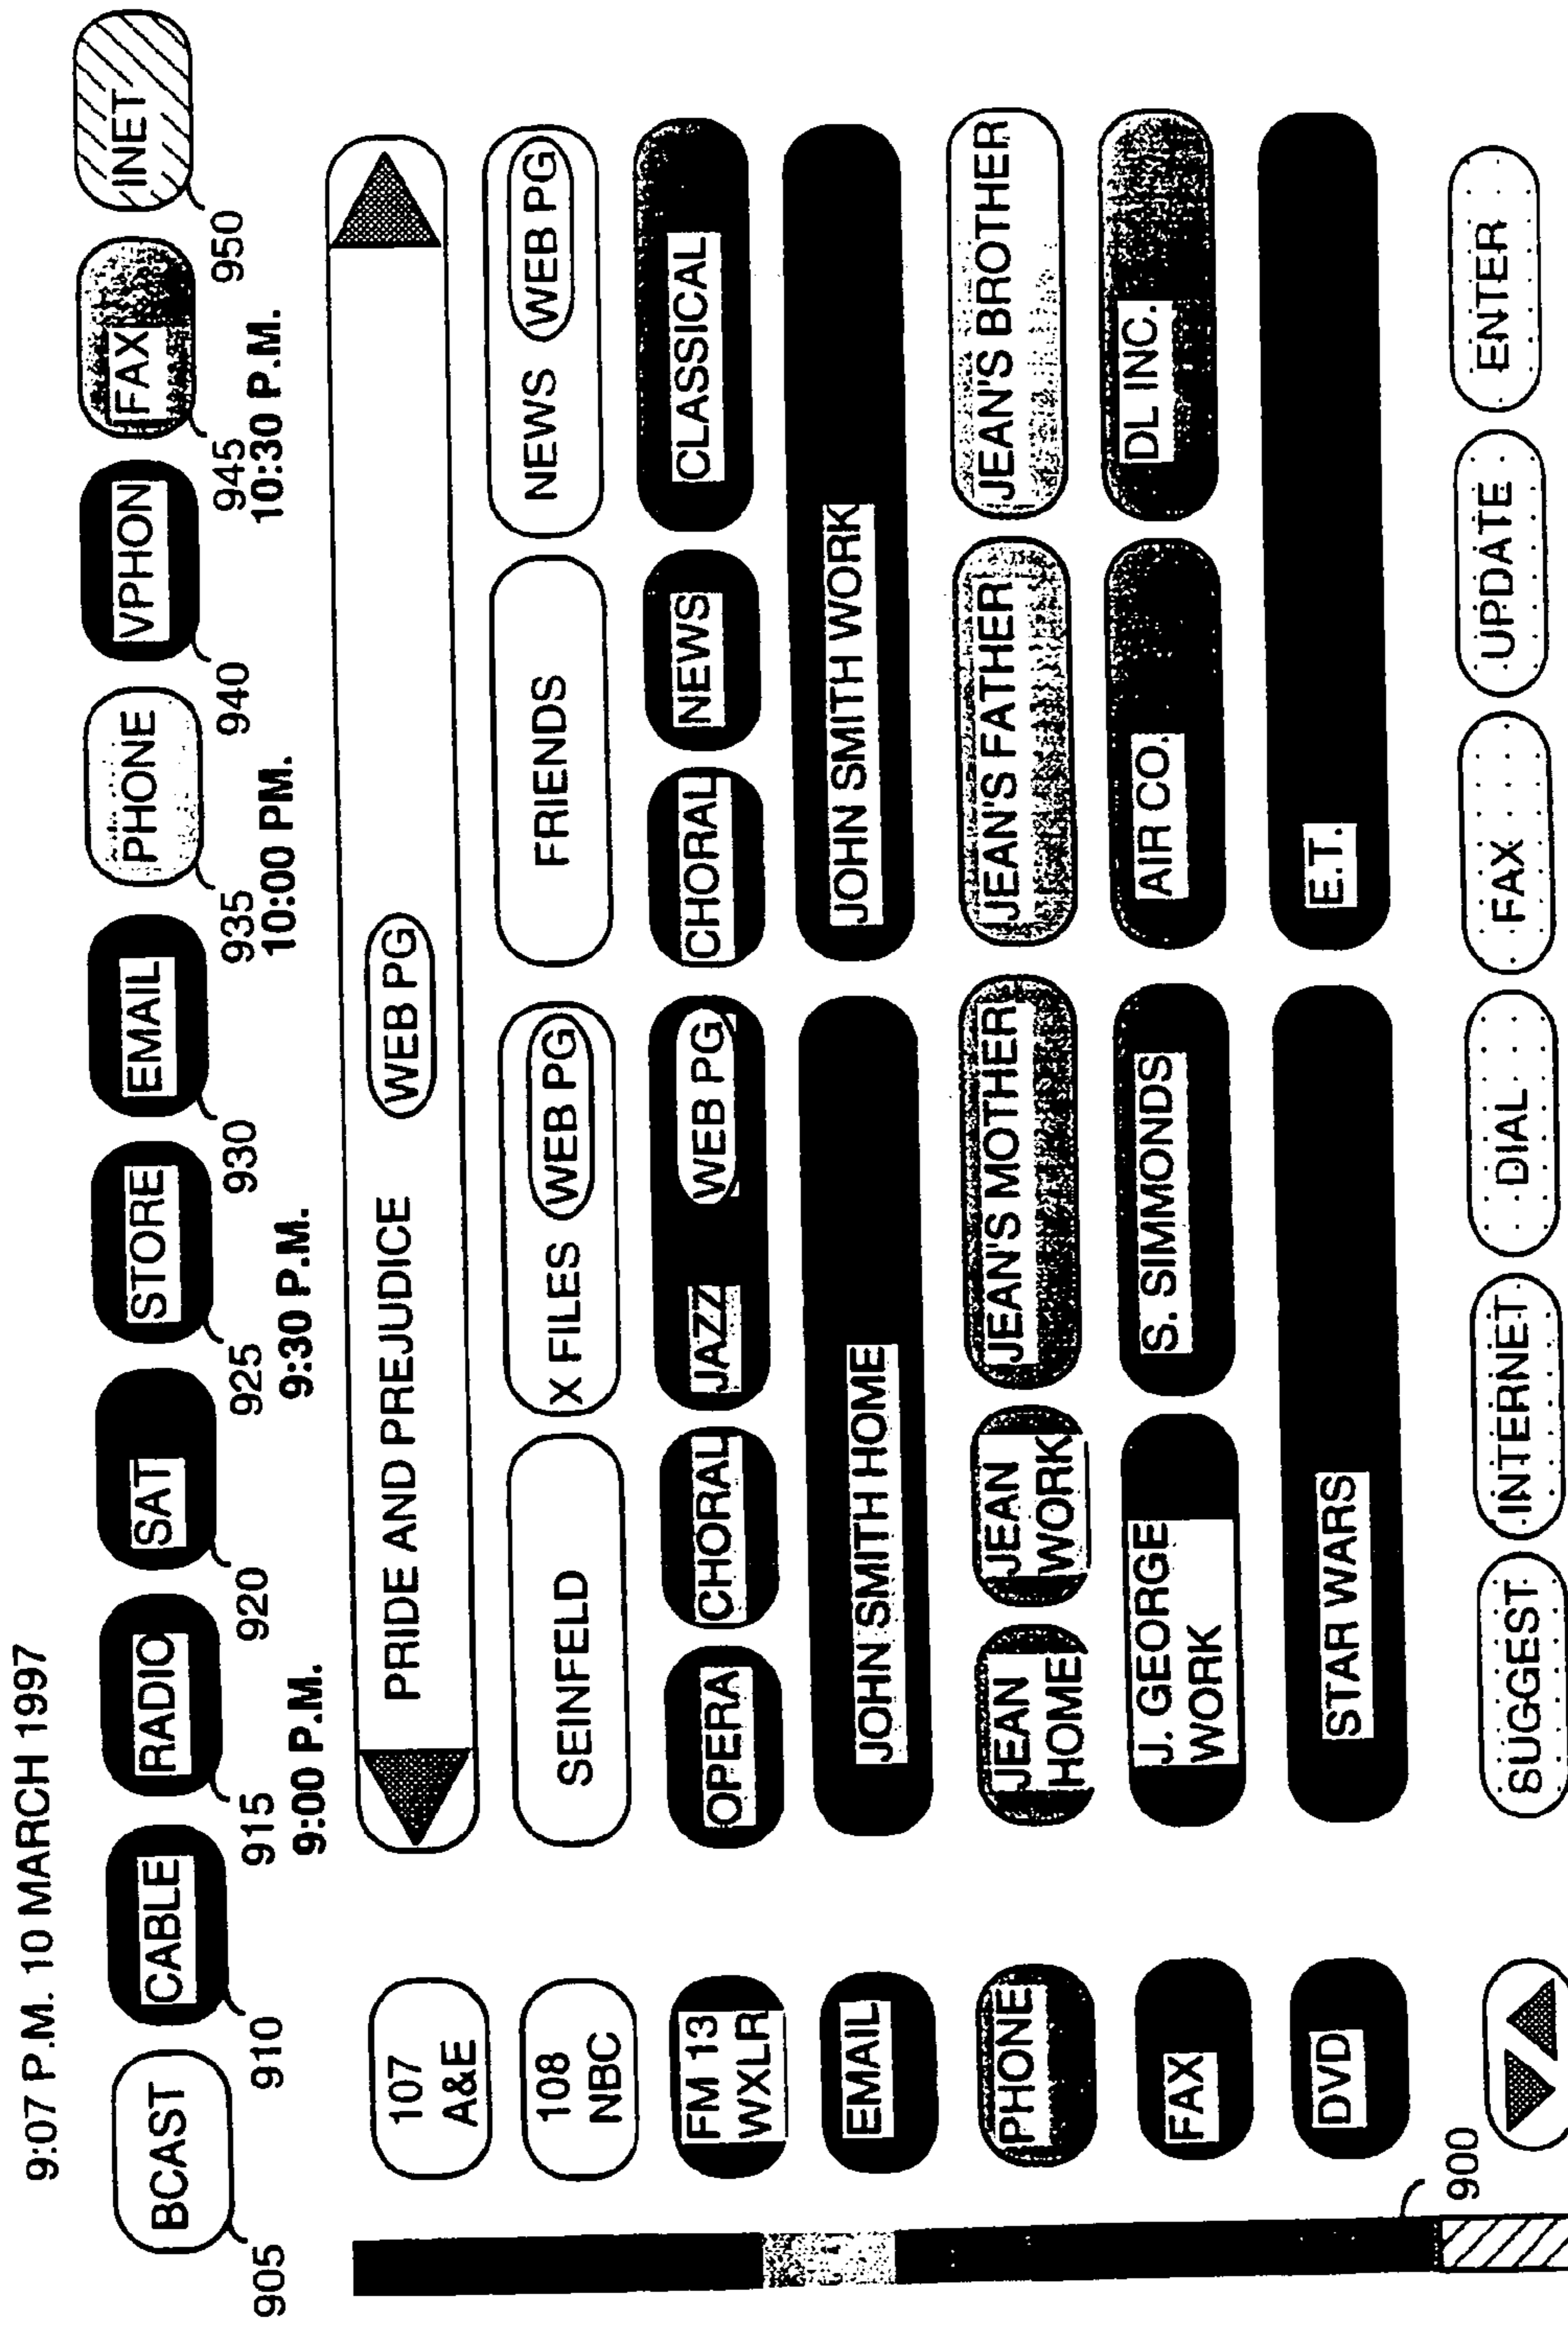 9:07 P.M. 10 MARCH 1997
BCAST CABLE RADIO SAT STORE EMAIL PHONE VPHON FAX INET
905 910 915 920 925 930 935 940 945 950
9:00 P.M. 9:30 P.M. 10:00 PM. 10:30 P.M.
107 A&E PRIDE AND PREJUDICE WEB PG
108 NBC SEINFELD X FILES WEB PG FRIENDS NEWS WEB PG
FM 13 WXLR OPERA CHORAL JAZZ WEB PG CHORAL NEWS CLASSICAL
EMAIL JOHN SMITH HOME JOHN SMITH WORK
PHONE JEAN HOME JEAN WORK JEAN'S MOTHER JEAN'S FATHER JEAN'S BROTHER
FAX J. GEORGE WORK S. SIMMONDS AIR CO. DL INC.
DVD STAR WARS E.T.
900
SUGGEST INTERNET DIAL FAX UPDATE ENTER